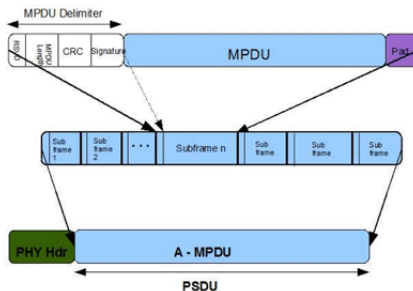 MPDU Delimiter
RSVD
MPDU
Length
CRC
Signature
MPDU
Pad
Sub
frame
1
Sub
frame
2
...
Subframe n
Sub
frame
Sub
frame
Sub
frame
PHY Hdr
A - MPDU
PSDU